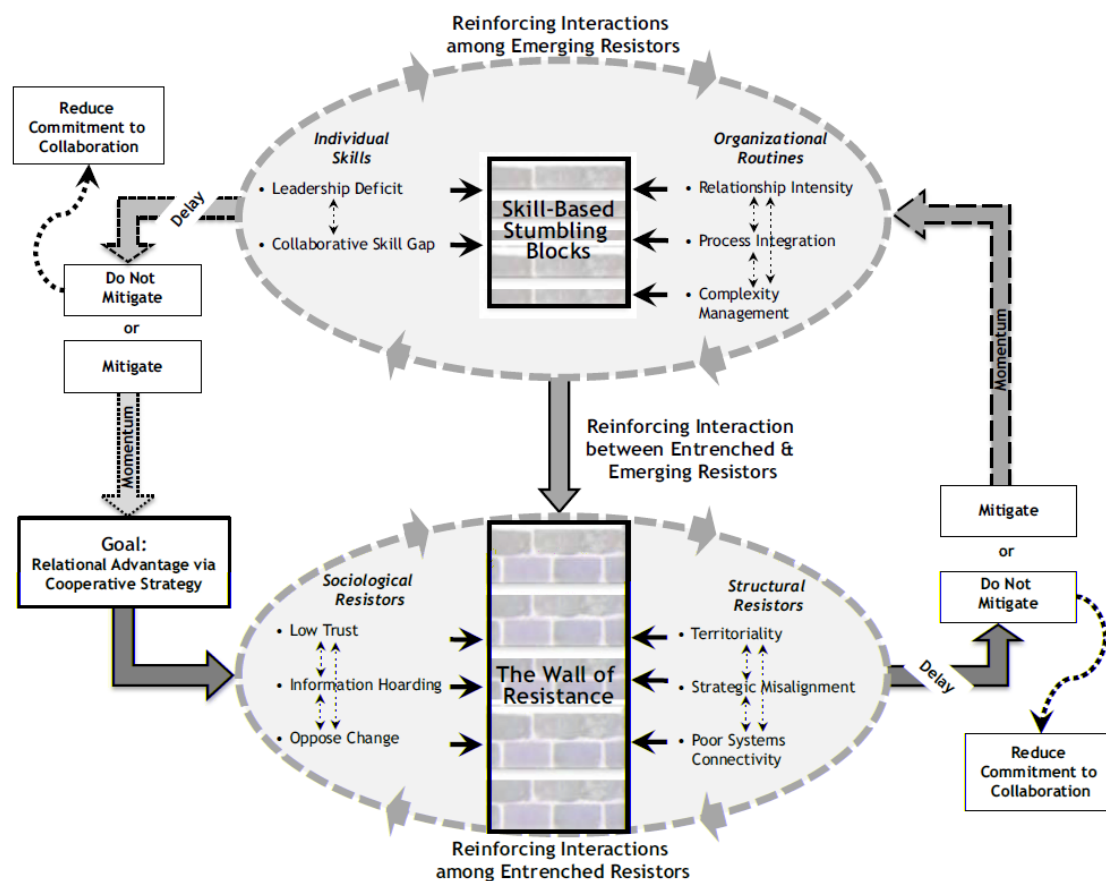 Reinforcing Interactions
among Emerging Resistors
Reduce
Commitment to
Collaboration
Delay
Do Not
Mitigate
or
Mitigate
Momentum
Goal:
Relational Advantage via
Cooperative Strategy
Individual
Skills
• Leadership Deficit
• Collaborative Skill Gap
Skill-Based
Stumbling
Blocks
Organizational
Routines
• Relationship Intensity
• Process Integration
• Complexity
Management
Reinforcing Interaction
between Entrenched &
Emerging Resistors
Sociological
Resistors
• Low Trust
• Information Hoarding
• Oppose Change
The Wall of
Resistance
Structural
Resistors
• Territoriality
• Strategic Misalignment
• Poor Systems
Connectivity
Momentum
Mitigate
or
Do Not
Mitigate
Delay
Reduce
Commitment to
Collaboration
Reinforcing Interactions
among Entrenched Resistors